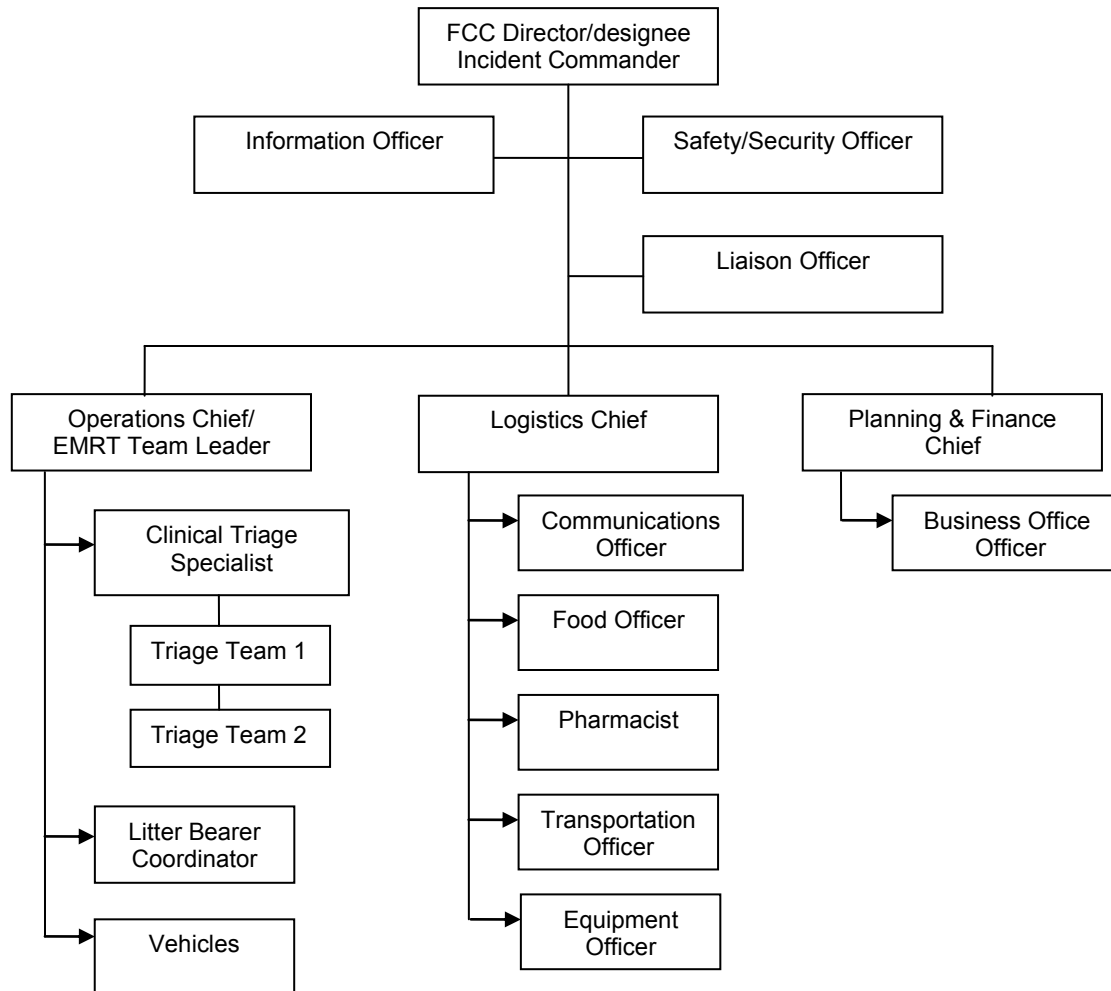 FCC Director/designee
Incident Commander
Information Officer
Safety/Security Officer
Liaison Officer
Operations Chief/
EMRT Team Leader
Clinical Triage
Specialist
Triage Team 1
Triage Team 2
Litter Bearer
Coordinator
Vehicles
Logistics Chief
Communications
Officer
Food Officer
Pharmacist
Transportation
Officer
Equipment
Officer
Planning & Finance
Chief
Business Office
Officer